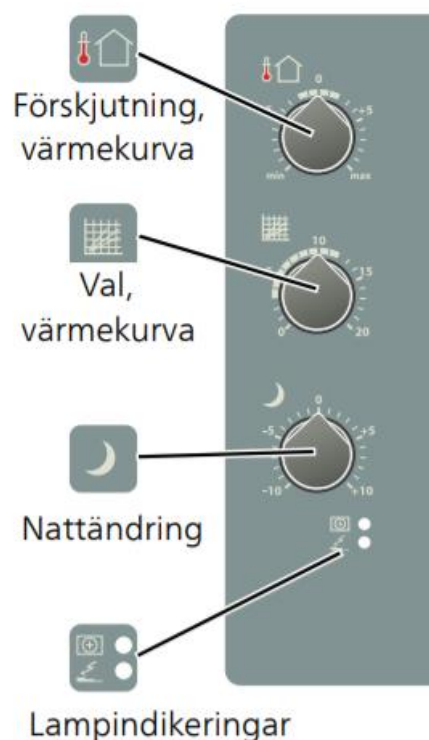 0
-5
+5
min
max
Förskjutning,
värmekurva
10
15
0
20
Val,
värmekurva
0
-5
+5
-10
+10
Nattändring
Lampindikeringar